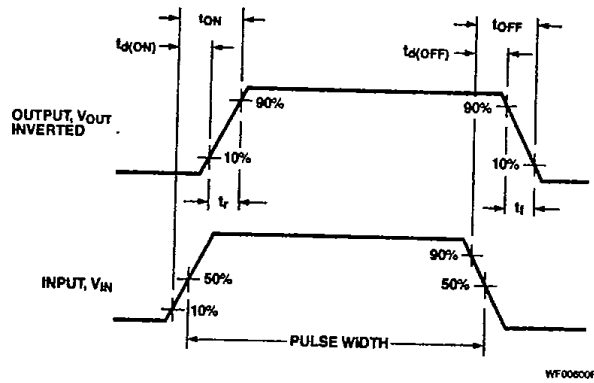 tON
tOFF
td(ON)
td(OFF)
OUTPUT, VOUT
INVERTED
90%
90%
10%
10%
tr
tf
INPUT, VIN
90%
50%
50%
10%
PULSE WIDTH
WF00600F